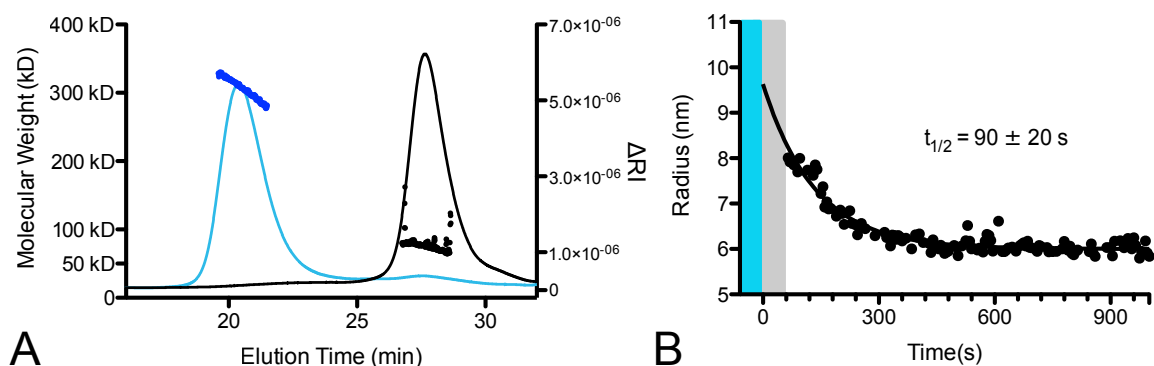 400 kD
300 kD
200 kD
100 kD
50 kD
0
Molecular Weight (kD)
20
25
30
Elution Time (min)
7.0×10⁻⁰⁶
5.0×10⁻⁰⁶
3.0×10⁻⁰⁶
1.0×10⁻⁰⁶
0
ΔRI
A
11
10
9
8
7
6
5
Radius (nm)
t₁/₂ = 90 ± 20 s
0
300
600
900
Time(s)
B